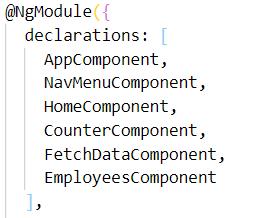 @NgModule({
declarations: [
AppComponent,
NavMenuComponent,
HomeComponent,
CounterComponent,
FetchDataComponent,
EmployeesComponent
],